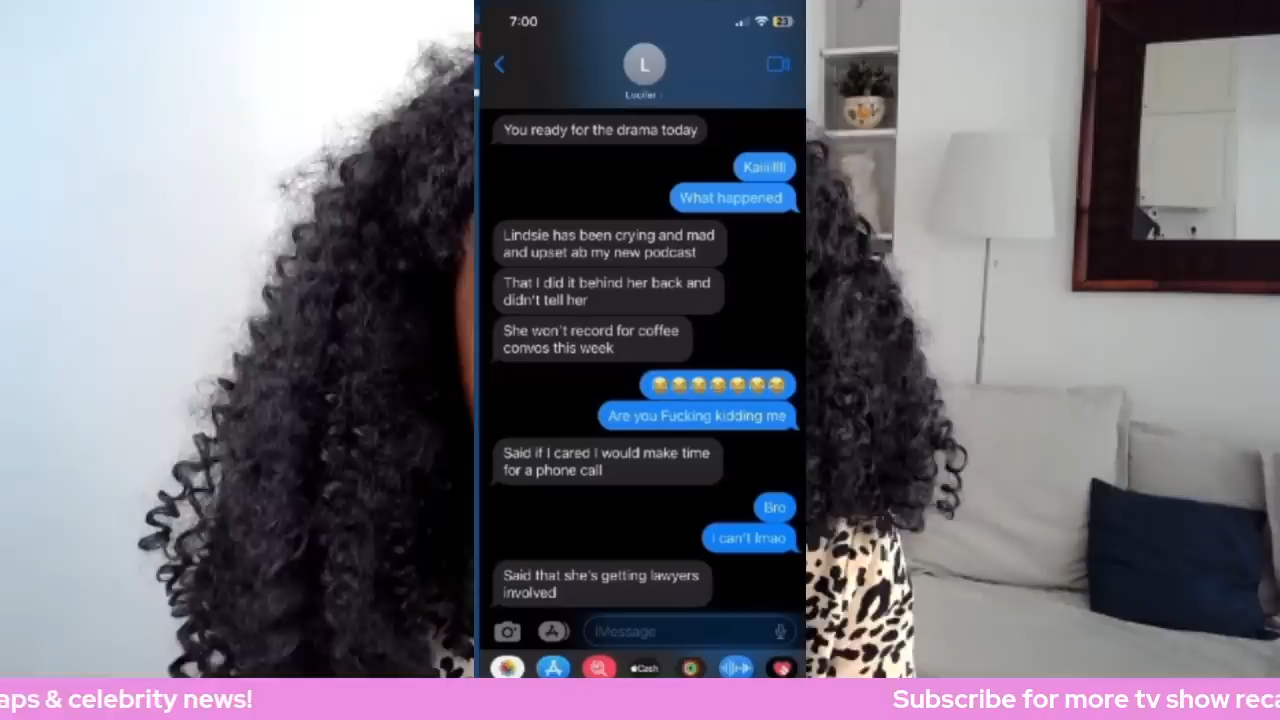 7:00
23
L
Lucifer
You ready for the drama today
What happened
Lindsie has been crying and mad
and upset ab my new podcast
That I did it behind her back and
didn't tell her
She won't record for coffee
convos this week
😂😂😂😂😂😂😂
Are you Fucking kidding me
Said if I cared I would make time
for a phone call
Bro
I can't lmao
Said that she's getting lawyers
involved
iMessage
Cash
aps & celebrity news!
Subscribe for more tv show reca